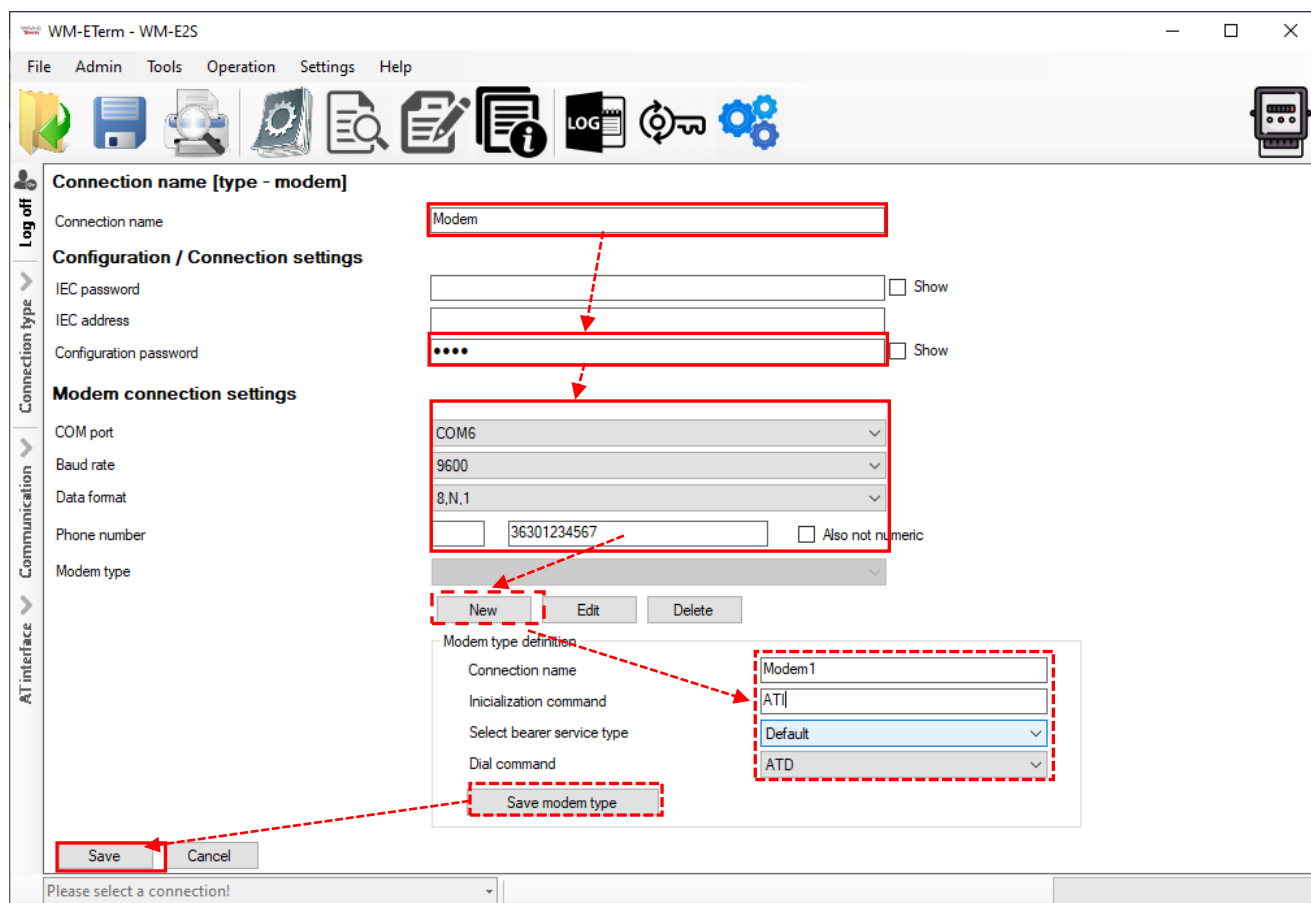 WM-ETerm - WM-E2S
File Admin Tools Operation Settings Help
LOG
Log off
Connection type
Communication
AT interface
Connection name [type - modem]
Connection name Modem
Configuration / Connection settings
IEC password Show
IEC address
Configuration password •••• Show
Modem connection settings
COM port COM6
Baud rate 9600
Data format 8,N,1
Phone number 36301234567 Also not numeric
Modem type
New Edit Delete
Modem type definition
Connection name Modem1
Inicialization command ATI
Select bearer service type Default
Dial command ATD
Save modem type
Save Cancel
Please select a connection!